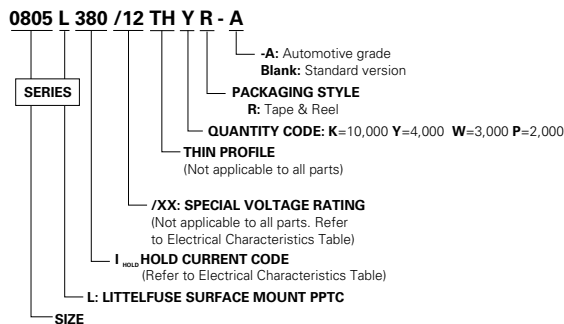 0805 L 380 /12 TH Y R - A
-A: Automotive grade
Blank: Standard version
SERIES
PACKAGING STYLE
R: Tape & Reel
QUANTITY CODE: K=10,000 Y=4,000 W=3,000 P=2,000
THIN PROFILE
(Not applicable to all parts)
/XX: SPECIAL VOLTAGE RATING
(Not applicable to all parts. Refer
to Electrical Characteristics Table)
I HOLD HOLD CURRENT CODE
(Refer to Electrical Characteristics Table)
L: LITTELFUSE SURFACE MOUNT PPTC
SIZE